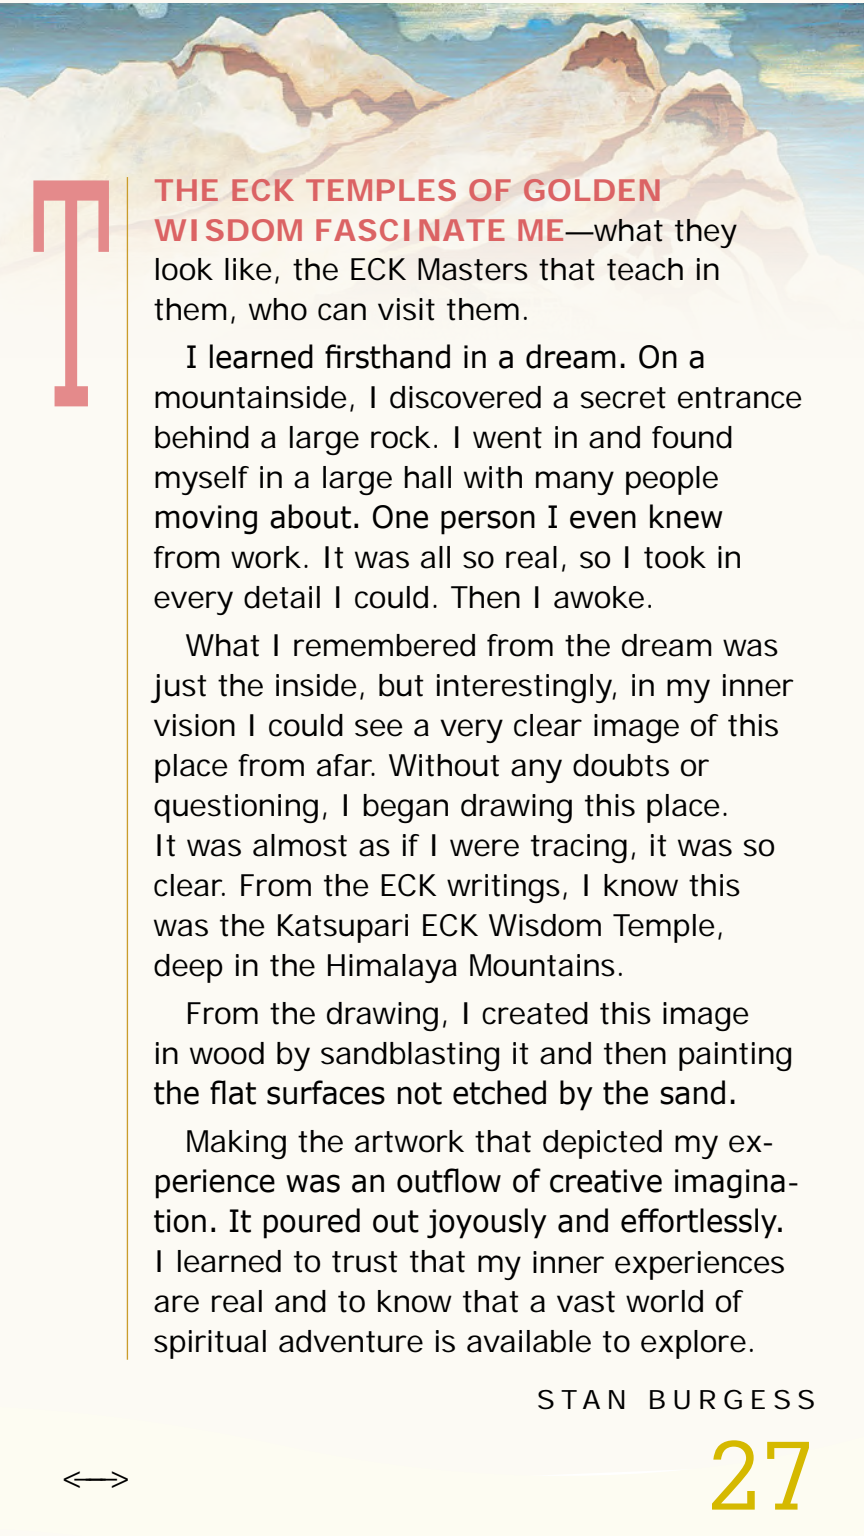 T
THE ECK TEMPLES OF GOLDEN
WISDOM FASCINATE ME—what they
look like, the ECK Masters that teach in
them, who can visit them.
I learned firsthand in a dream. On a
mountainside, I discovered a secret entrance
behind a large rock. I went in and found
myself in a large hall with many people
moving about. One person I even knew
from work. It was all so real, so I took in
every detail I could. Then I awoke.
What I remembered from the dream was
just the inside, but interestingly, in my inner
vision I could see a very clear image of this
place from afar. Without any doubts or
questioning, I began drawing this place.
It was almost as if I were tracing, it was so
clear. From the ECK writings, I know this
was the Katsupari ECK Wisdom Temple,
deep in the Himalaya Mountains.
From the drawing, I created this image
in wood by sandblasting it and then painting
the flat surfaces not etched by the sand.
Making the artwork that depicted my ex-
perience was an outflow of creative imagina-
tion. It poured out joyously and effortlessly.
I learned to trust that my inner experiences
are real and to know that a vast world of
spiritual adventure is available to explore.
STAN BURGESS
27